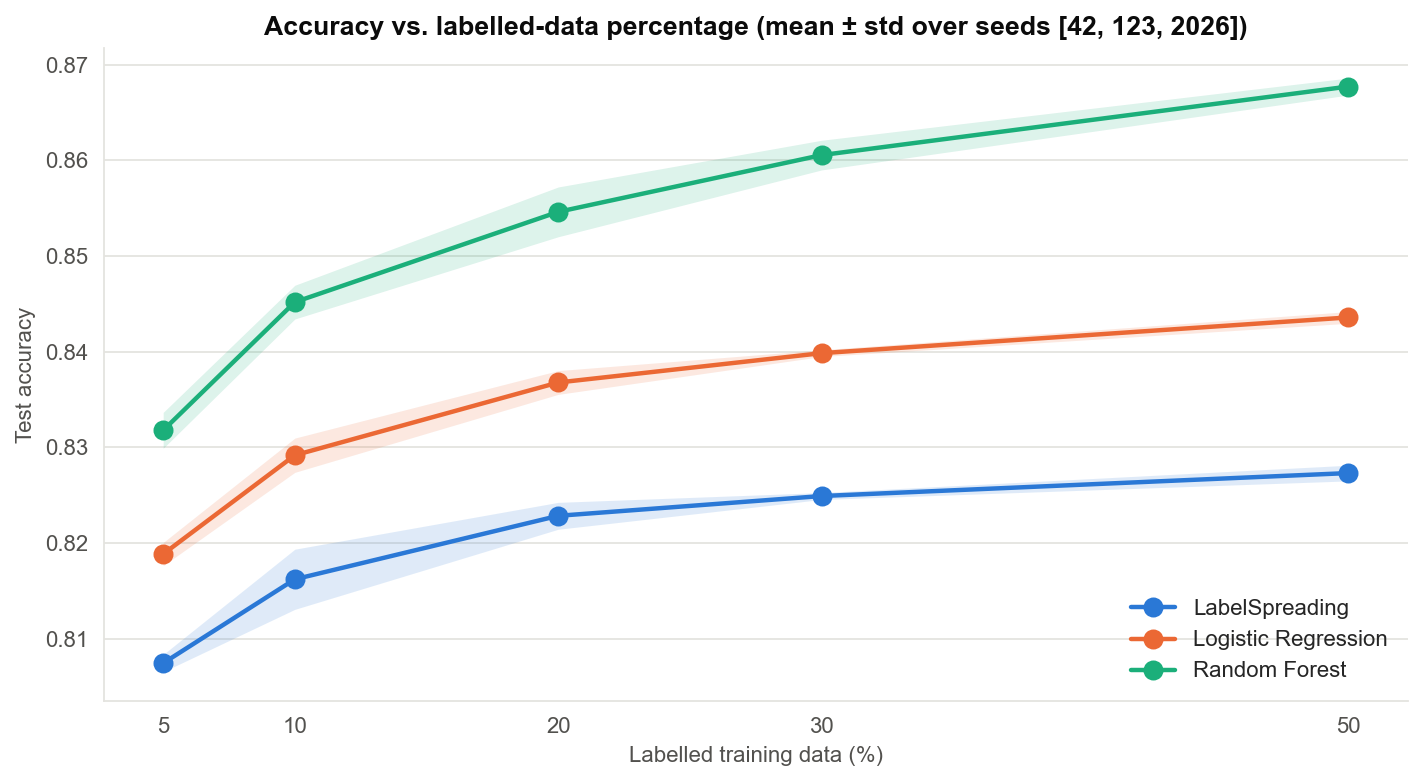 Accuracy vs. labelled-data percentage (mean ± std over seeds [42, 123, 2026])
0.87
0.86
0.85
0.84
0.83
0.82
0.81
Test accuracy
LabelSpreading
Logistic Regression
Random Forest
5 10 20 30 50
Labelled training data (%)